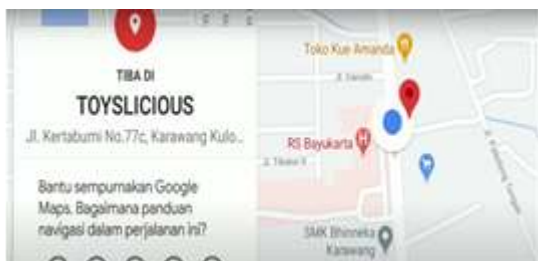 TIBA DI
TOYSLICIOUS
Jl. Kertabumi No.77c, Karawang Kulo...
Bantu sempurnakan Google
Maps. Bagaimana panduan
navigasi dalam perjalanan ini?
Toko Kue Amanda
RS Bayukarta
SMK Bhinneka
Karawang